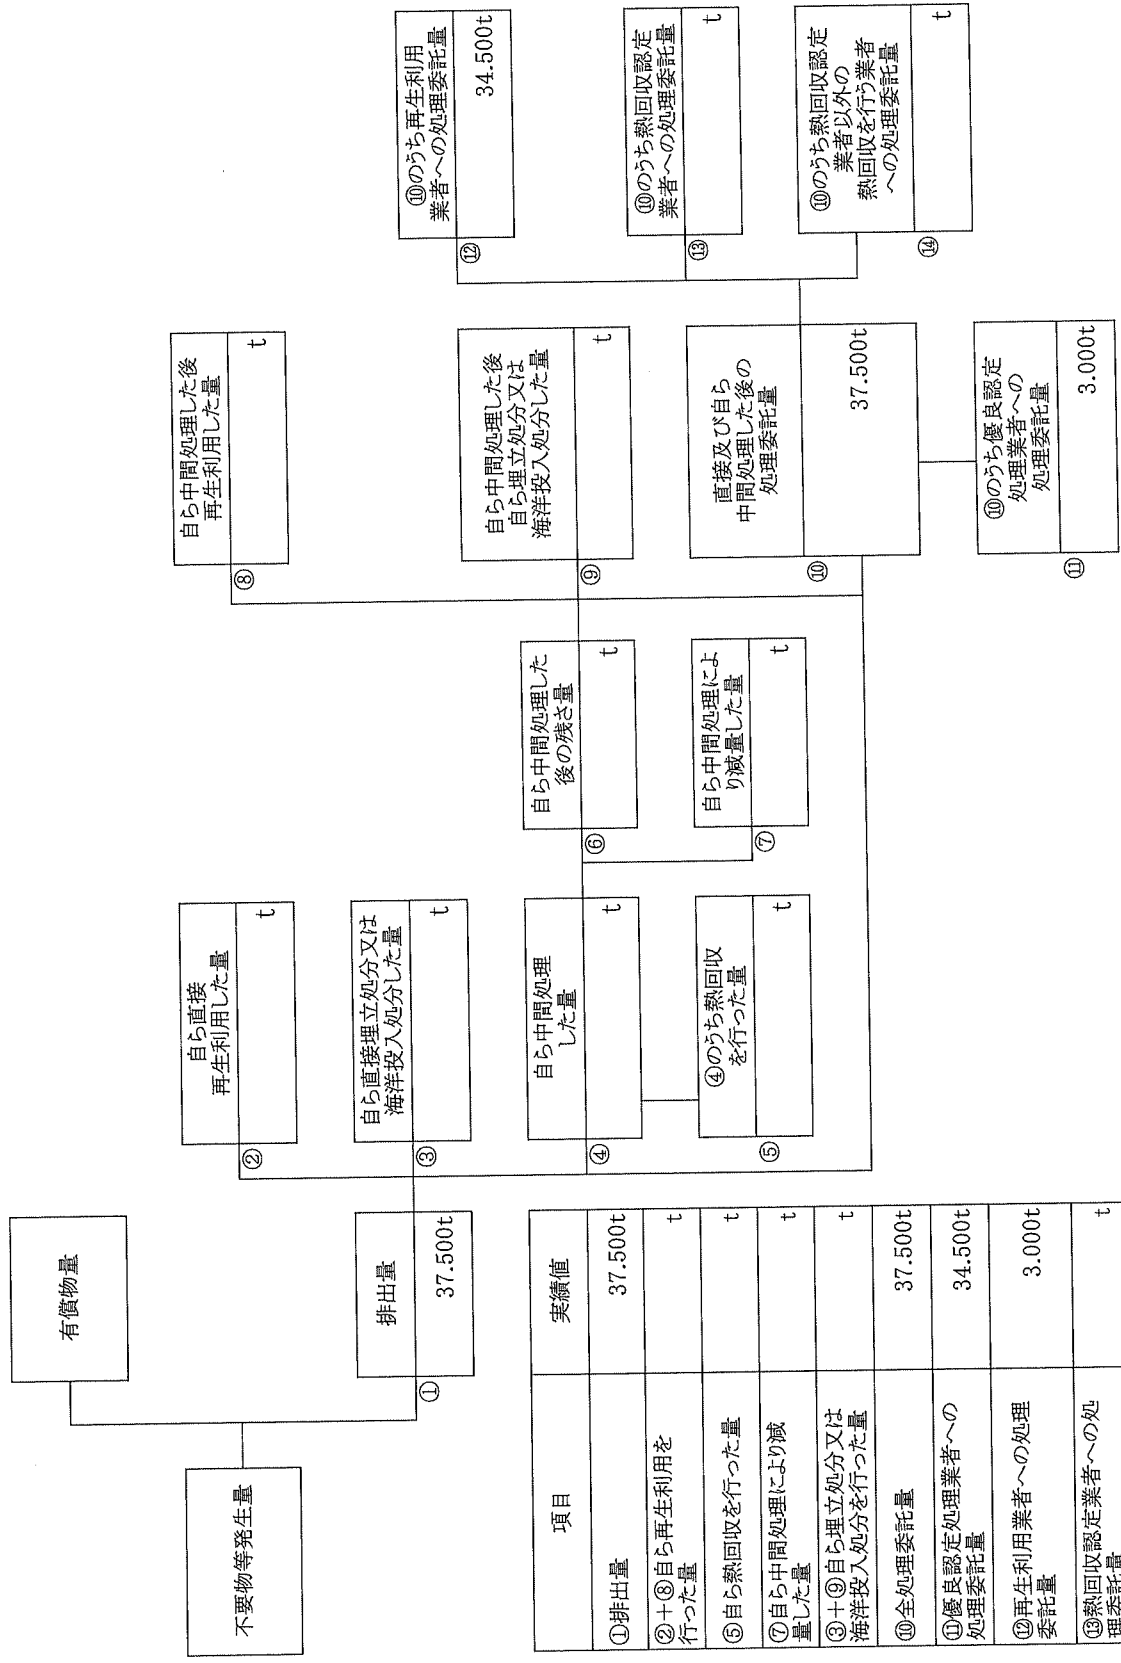 不要物等発生量
有償物量
①
排出量
37.500t
②
自ら直接
再生利用した量
t
③
自ら直接埋立処分又は
海洋投入処分した量
t
④
自ら中間処理
した量
t
⑤
④のうち熱回収
を行った量
t
⑥
自ら中間処理した
後の残さ量
t
⑦
自ら中間処理によ
り減量した量
t
⑧
自ら中間処理した後
再生利用した量
t
⑨
自ら中間処理した後
自ら埋立処分又は
海洋投入処分した量
t
⑩
直接及び自ら
中間処理した後の
処理委託量
37.500t
⑪
⑩のうち優良認定
処理業者への
処理委託量
3.000t
⑫
⑩のうち再生利用
業者への処理委託量
34.500t
⑬
⑩のうち熱回収認定
業者への処理委託量
t
⑭
⑩のうち熱回収認定
業者以外の
熱回収を行う業者
への処理委託量
t
項目 実績値
①排出量 37.500t
②+⑧自ら再生利用を
行った量 t
⑤自ら熱回収を行った量 t
⑦自ら中間処理により減
量した量 t
③+⑨自ら埋立処分又は
海洋投入処分を行った量 t
⑩全処理委託量 37.500t
⑪優良認定処理業者への
処理委託量 34.500t
⑫再生利用業者への処理
委託量 3.000t
⑬熱回収認定業者への処
理委託量 t